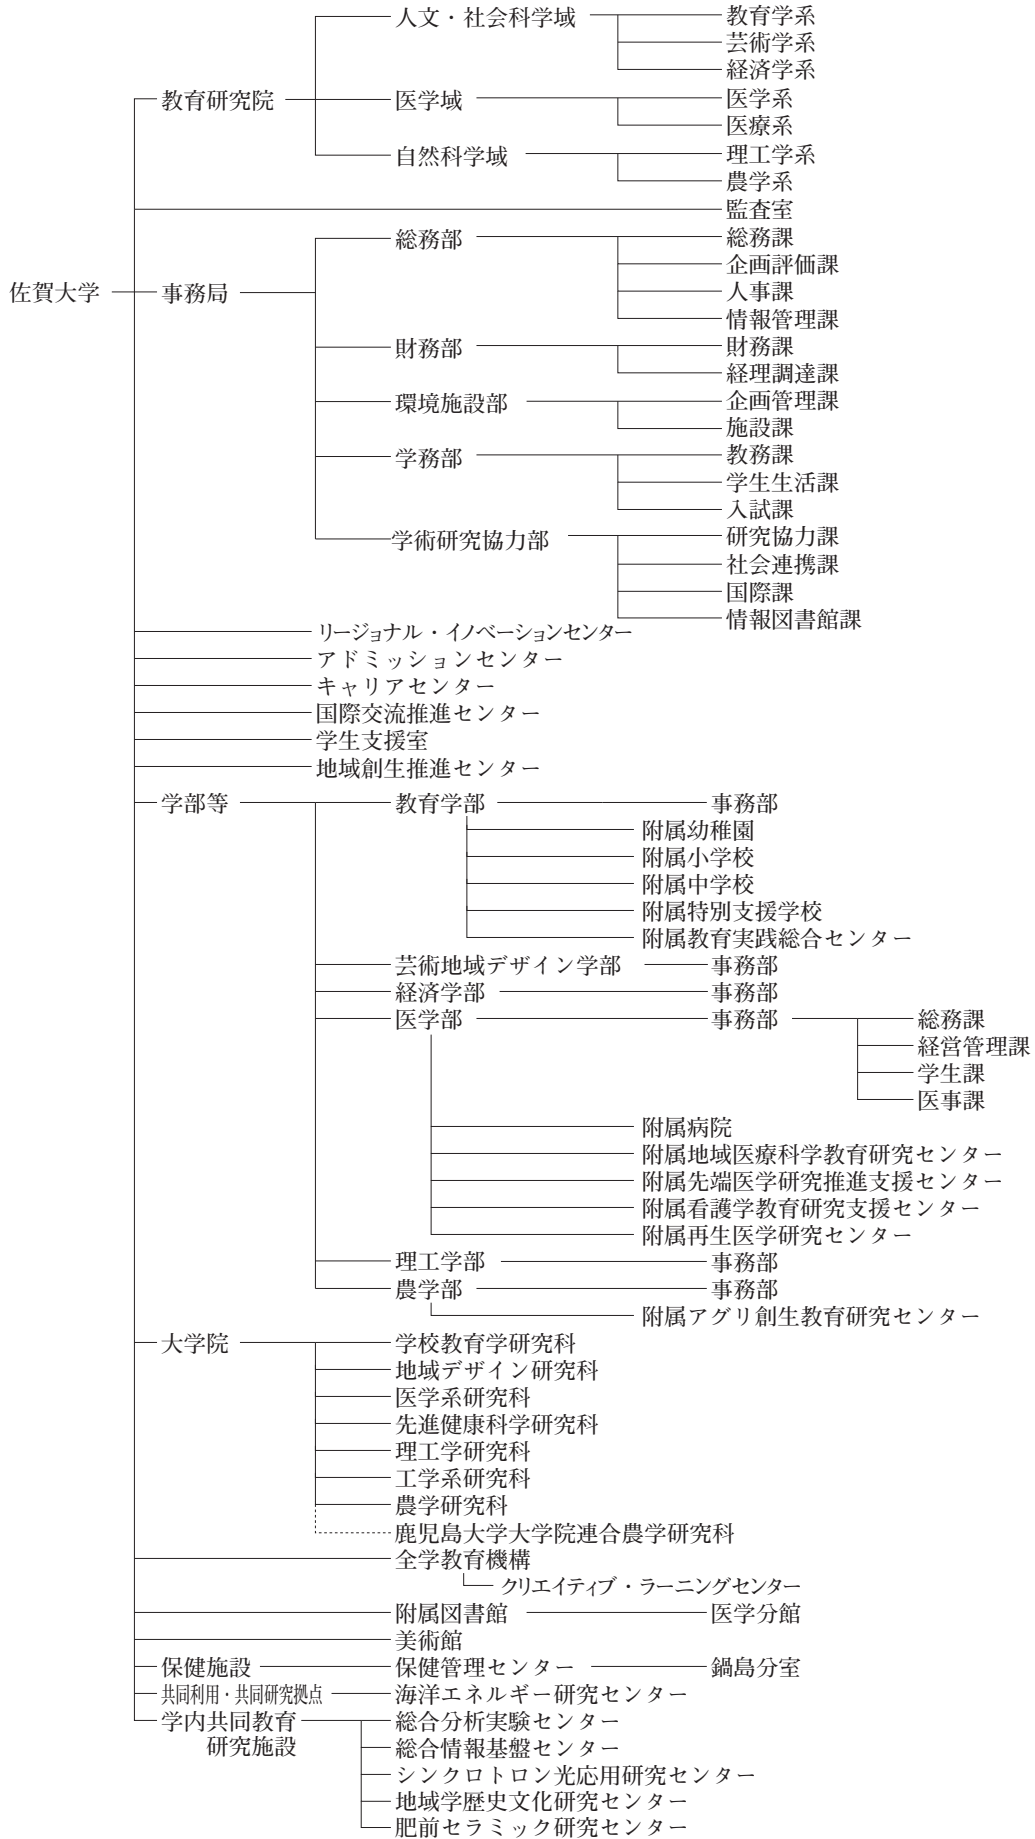 人文・社会科学域 教育学系
芸術学系
経済学系
教育研究院 医学域 医学系
医療系
自然科学域 理工学系
農学系
監査室
総務部 総務課
企画評価課
佐賀大学 事務局 人事課
情報管理課
財務部 財務課
経理調達課
環境施設部 企画管理課
施設課
学務部 教務課
学生生活課
入試課
学術研究協力部 研究協力課
社会連携課
国際課
情報図書館課
リージョナル・イノベーションセンター
アドミッションセンター
キャリアセンター
国際交流推進センター
学生支援室
地域創生推進センター
学部等 教育学部 事務部
附属幼稚園
附属小学校
附属中学校
附属特別支援学校
附属教育実践総合センター
芸術地域デザイン学部 事務部
経済学部 事務部
医学部 事務部 総務課
経営管理課
学生課
医事課
附属病院
附属地域医療科学教育研究センター
附属先端医学研究推進支援センター
附属看護学教育研究支援センター
附属再生医学研究センター
理工学部 事務部
農学部 事務部
附属アグリ創生教育研究センター
大学院 学校教育学研究科
地域デザイン研究科
医学系研究科
先進健康科学研究科
理工学研究科
工学系研究科
農学研究科
鹿児島大学大学院連合農学研究科
全学教育機構
クリエイティブ・ラーニングセンター
附属図書館 医学分館
美術館
保健施設 保健管理センター 鍋島分室
共同利用・共同研究拠点 海洋エネルギー研究センター
学内共同教育 総合分析実験センター
研究施設 総合情報基盤センター
シンクロトロン光応用研究センター
地域学歴史文化研究センター
肥前セラミック研究センター